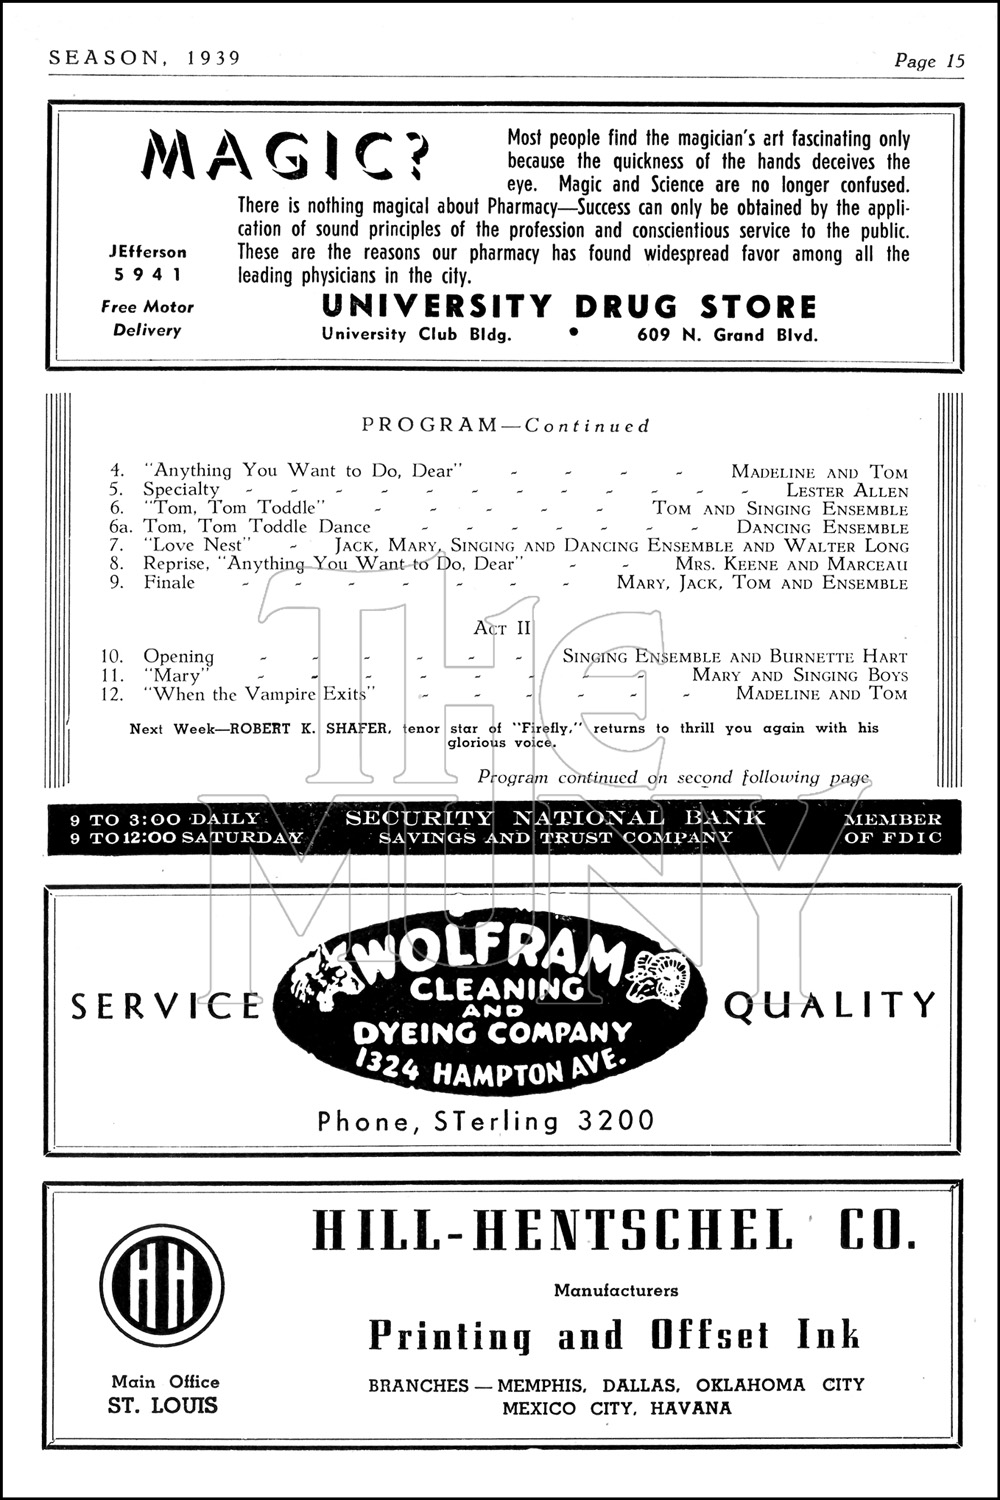 SEASON, 1939
Page 15
MAGIC?
Most people find the magician's art fascinating only
because the quickness of the hands deceives the
eye. Magic and Science are no longer confused.
There is nothing magical about Pharmacy—Success can only be obtained by the appli-
cation of sound principles of the profession and conscientious service to the public.
These are the reasons our pharmacy has found widespread favor among all the
leading physicians in the city.
JEfferson
5 9 4 1
Free Motor
Delivery
UNIVERSITY DRUG STORE
University Club Bldg. • 609 N. Grand Blvd.
PROGRAM—Continued
4. "Anything You Want to Do, Dear" - - - - MADELINE AND TOM
5. Specialty - - - - - - - - - - - - LESTER ALLEN
6. "Tom, Tom Toddle" - - - - - - TOM AND SINGING ENSEMBLE
6a. Tom, Tom Toddle Dance - - - - - - - DANCING ENSEMBLE
7. "Love Nest" - JACK, MARY, SINGING AND DANCING ENSEMBLE AND WALTER LONG
8. Reprise, "Anything You Want to Do, Dear" - - MRS. KEENE AND MARCEAU
9. Finale - - - - - - - - MARY, JACK, TOM AND ENSEMBLE
ACT II
10. Opening - - - - - - SINGING ENSEMBLE AND BURNETTE HART
11. "Mary" - - - - - - - - MARY AND SINGING BOYS
12. "When the Vampire Exits" - - - - - - MADELINE AND TOM
Next Week—ROBERT K. SHAFER, tenor star of "Firefly," returns to thrill you again with his
glorious voice.
Program continued on second following page
THE
MUNY
9 TO 3:00 DAILY SECURITY NATIONAL BANK MEMBER
9 TO 12:00 SATURDAY SAVINGS AND TRUST COMPANY OF FDIC
WOLFRAM
CLEANING
AND
DYEING COMPANY
1324 HAMPTON AVE.
SERVICE QUALITY
Phone, STerling 3200
HILL-HENTSCHEL CO.
Manufacturers
Printing and Offset Ink
HH
Main Office
ST. LOUIS
BRANCHES — MEMPHIS, DALLAS, OKLAHOMA CITY
MEXICO CITY, HAVANA